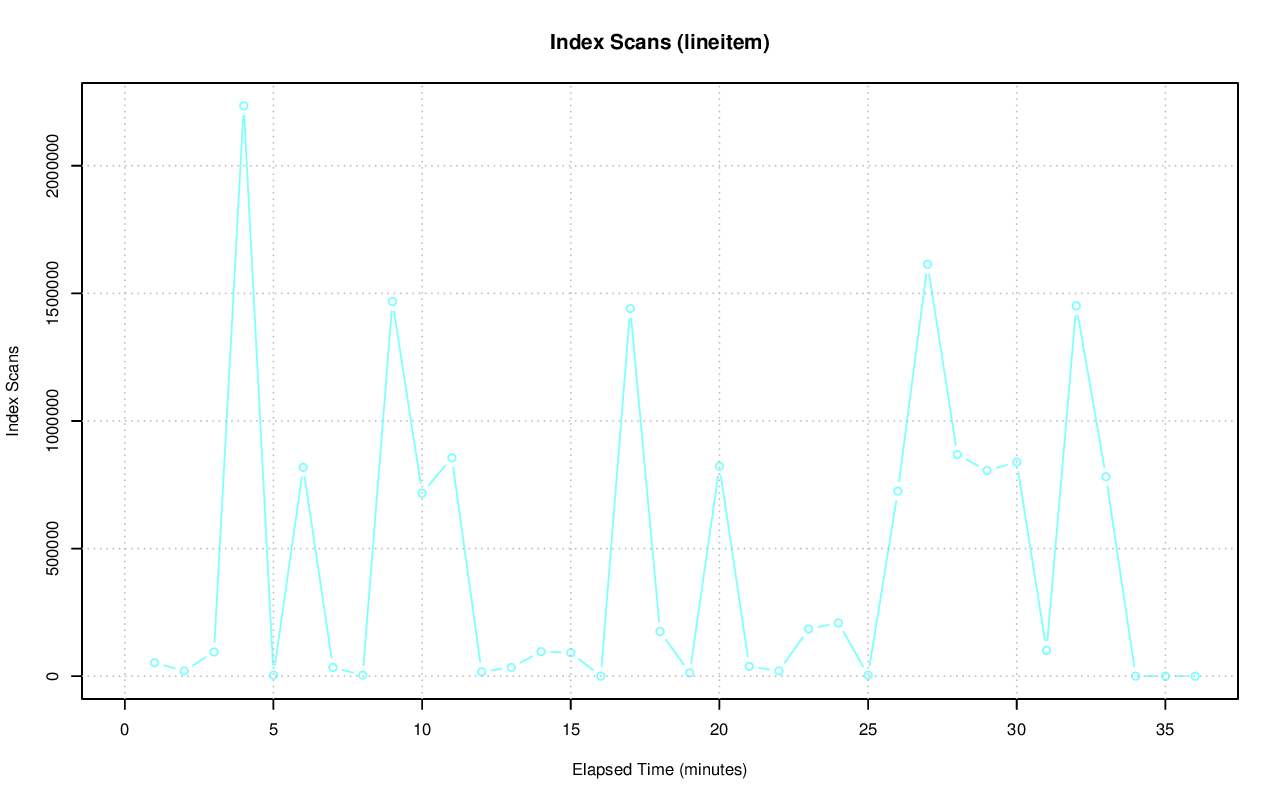 Index Scans (lineitem)
Index Scans
2000000
1500000
1000000
500000
0
0 5 10 15 20 25 30 35
Elapsed Time (minutes)